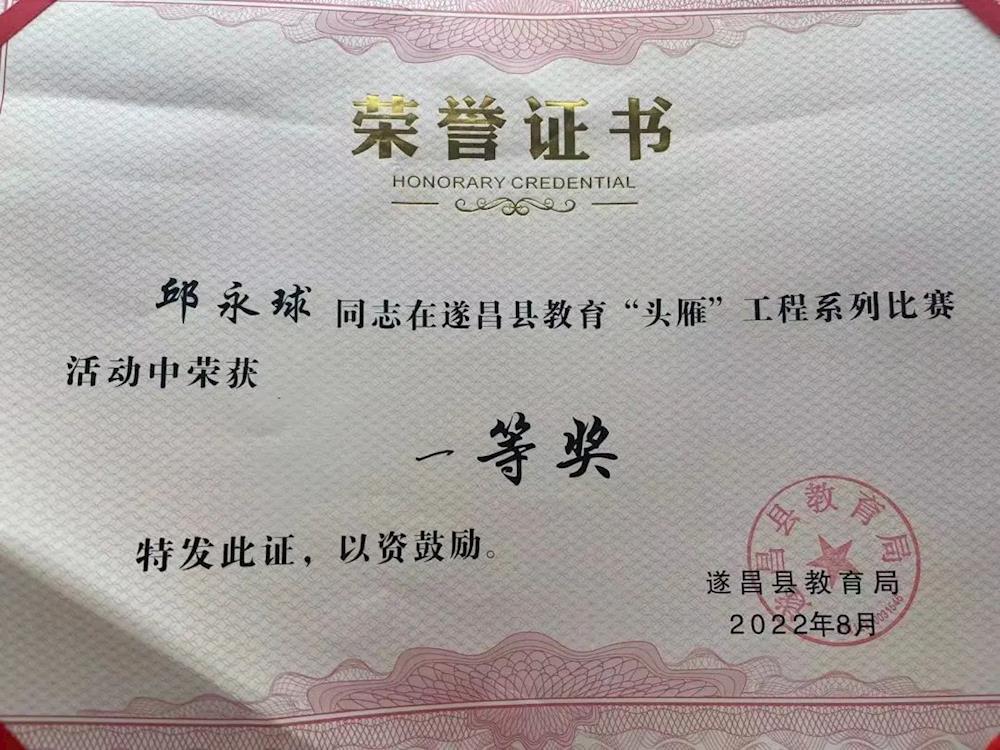 荣誉证书
HONORARY CREDENTIAL
邱永球同志在遂昌县教育“头雁”工程系列比赛
活动中荣获
一等奖
特发此证，以资鼓励。
遂昌县教育局
遂昌县教育局
2022年8月